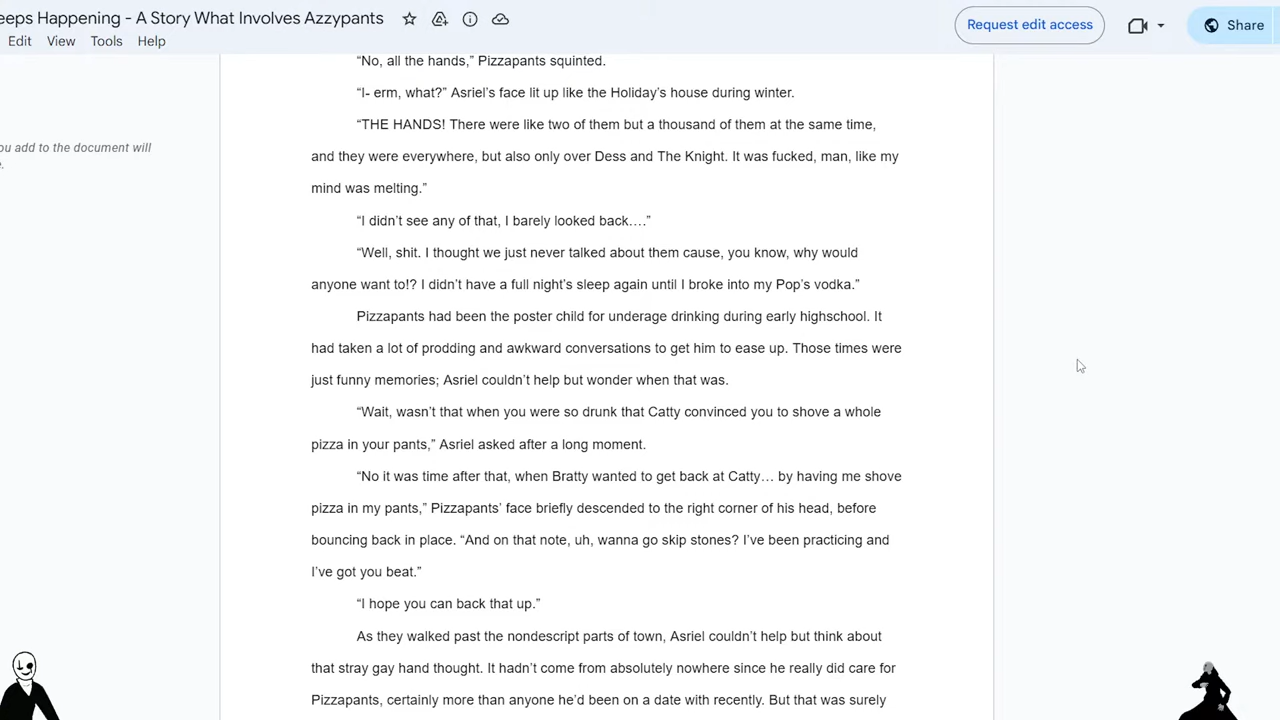 eeps Happening - A Story What Involves Azzypants
Request edit access
Share
Edit View Tools Help
ou add to the document will
e.
“No, all the hands,” Pizzapants squinted.
“I- erm, what?” Asriel’s face lit up like the Holiday’s house during winter.
“THE HANDS! There were like two of them but a thousand of them at the same time,
and they were everywhere, but also only over Dess and The Knight. It was fucked, man, like my
mind was melting.”
“I didn’t see any of that, I barely looked back….”
“Well, shit. I thought we just never talked about them cause, you know, why would
anyone want to!? I didn’t have a full night’s sleep again until I broke into my Pop’s vodka.”
Pizzapants had been the poster child for underage drinking during early highschool. It
had taken a lot of prodding and awkward conversations to get him to ease up. Those times were
just funny memories; Asriel couldn’t help but wonder when that was.
“Wait, wasn’t that when you were so drunk that Catty convinced you to shove a whole
pizza in your pants,” Asriel asked after a long moment.
“No it was time after that, when Bratty wanted to get back at Catty… by having me shove
pizza in my pants,” Pizzapants’ face briefly descended to the right corner of his head, before
bouncing back in place. “And on that note, uh, wanna go skip stones? I’ve been practicing and
I’ve got you beat.”
“I hope you can back that up.”
As they walked past the nondescript parts of town, Asriel couldn’t help but think about
that stray gay hand thought. It hadn’t come from absolutely nowhere since he really did care for
Pizzapants, certainly more than anyone he’d been on a date with recently. But that was surely